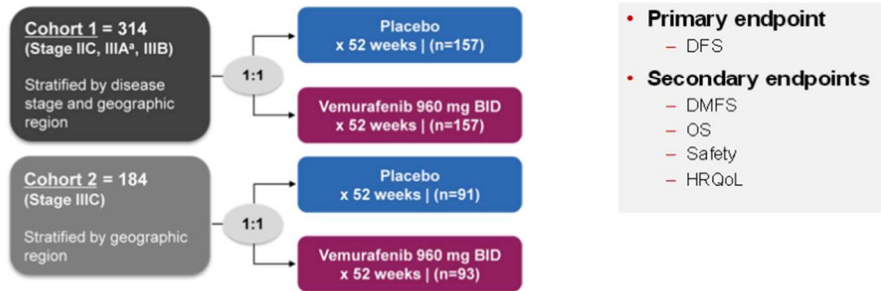 Cohort 1 = 314
(Stage IIC, IIIAª, IIIB)
Stratified by disease
stage and geographic
region
1:1
Placebo
x 52 weeks | (n=157)
Vemurafenib 960 mg BID
x 52 weeks | (n=157)
Cohort 2 = 184
(Stage IIIC)
Stratified by geographic
region
1:1
Placebo
x 52 weeks | (n=91)
Vemurafenib 960 mg BID
x 52 weeks | (n=93)
• Primary endpoint
– DFS
• Secondary endpoints
– DMFS
– OS
– Safety
– HRQoL